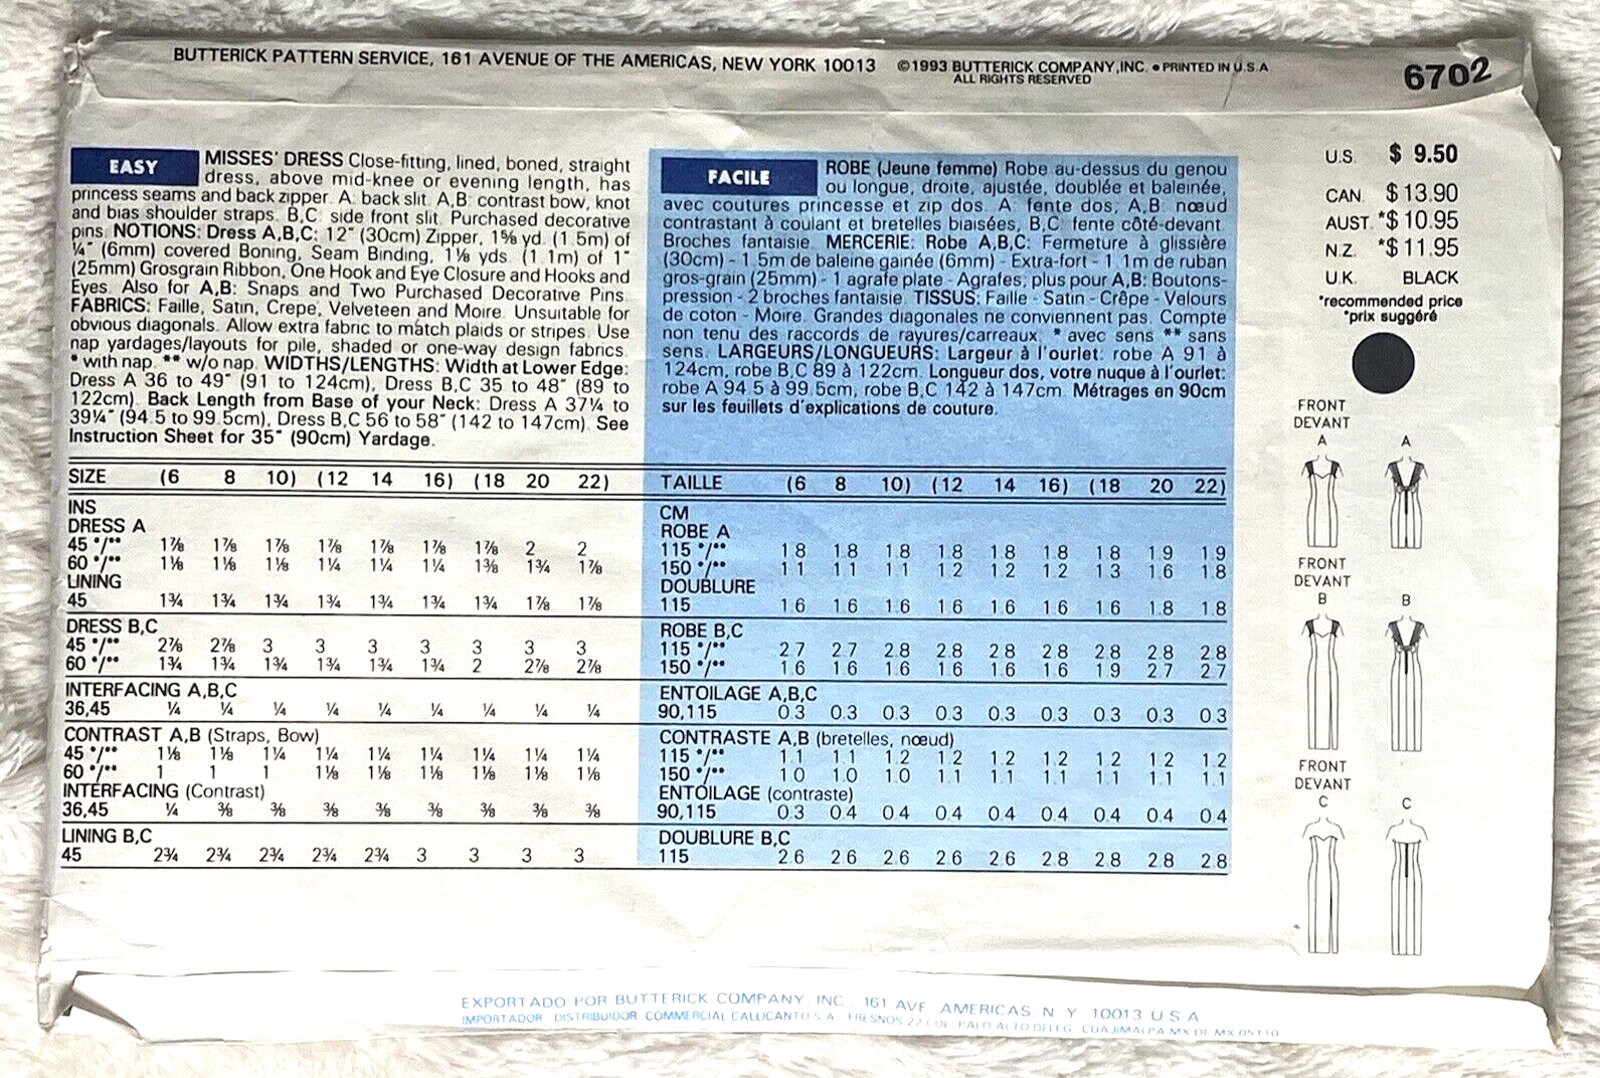 BUTTERICK PATTERN SERVICE, 161 AVENUE OF THE AMERICAS, NEW YORK 10013 ©1993 BUTTERICK COMPANY, INC. • PRINTED IN U.S.A
ALL RIGHTS RESERVED
6702
EASY
MISSES' DRESS Close-fitting, lined, boned, straight
dress, above mid-knee or evening length, has
princess seams and back zipper. A: back slit. A,B: contrast bow, knot
and bias shoulder straps. B,C: side front slit. Purchased decorative
pins. NOTIONS: Dress A,B,C: 12" (30cm) Zipper, 1⅝ yd. (1.5m) of
¼" (6mm) covered Boning, Seam Binding, 1⅛ yds. (1.1m) of 1"
(25mm) Grosgrain Ribbon, One Hook and Eye Closure and Hooks and
Eyes. Also for A,B: Snaps and Two Purchased Decorative Pins.
FABRICS: Faille, Satin, Crepe, Velveteen and Moire. Unsuitable for
obvious diagonals. Allow extra fabric to match plaids or stripes. Use
nap yardages/layouts for pile, shaded or one-way design fabrics.
* with nap. ** w/o nap. WIDTHS/LENGTHS: Width at Lower Edge:
Dress A 36 to 49" (91 to 124cm), Dress B,C 35 to 48" (89 to
122cm). Back Length from Base of your Neck: Dress A 37¼ to
39¼" (94.5 to 99.5cm), Dress B,C 56 to 58" (142 to 147cm). See
Instruction Sheet for 35" (90cm) Yardage.
SIZE (6 8 10) (12 14 16) (18 20 22)
INS
DRESS A
45 */** 1⅞ 1⅞ 1⅞ 1⅞ 1⅞ 1⅞ 1⅞ 2 2
60 */** 1⅛ 1⅛ 1⅛ 1¼ 1¼ 1¼ 1⅜ 1¾ 1⅞
LINING
45 1¾ 1¾ 1¾ 1¾ 1¾ 1¾ 1¾ 1⅞ 1⅞
DRESS B,C
45 */** 2⅞ 2⅞ 3 3 3 3 3 3 3
60 */** 1¾ 1¾ 1¾ 1¾ 1¾ 1¾ 2 2⅞ 2⅞
INTERFACING A,B,C
36,45 ¼ ¼ ¼ ¼ ¼ ¼ ¼ ¼ ¼
CONTRAST A,B (Straps, Bow)
45 */** 1⅛ 1⅛ 1¼ 1¼ 1¼ 1¼ 1¼ 1¼ 1¼
60 */** 1 1 1 1⅛ 1⅛ 1⅛ 1⅛ 1⅛ 1⅛
INTERFACING (Contrast)
36,45 ¼ ⅜ ⅜ ⅜ ⅜ ⅜ ⅜ ⅜ ⅜
LINING B,C
45 2¾ 2¾ 2¾ 2¾ 2¾ 3 3 3 3
FACILE
ROBE (Jeune femme) Robe au-dessus du genou
ou longue, droite, ajustée, doublée et baleinée,
avec coutures princesse et zip dos. A: fente dos; A,B: nœud
contrastant à coulant et bretelles biaisées, B,C: fente côté-devant.
Broches fantaisie. MERCERIE: Robe A,B,C: Fermeture à glissière
(30cm) - 1.5m de baleine gainée (6mm) - Extra-fort - 1.1m de ruban
gros-grain (25mm) - 1 agrafe plate - Agrafes; plus pour A,B: Boutons-
pression - 2 broches fantaisie. TISSUS: Faille - Satin - Crêpe - Velours
de coton - Moire. Grandes diagonales ne conviennent pas. Compte
non tenu des raccords de rayures/carreaux. * avec sens ** sans
sens. LARGEURS/LONGUEURS: Largeur à l'ourlet: robe A 91 à
124cm, robe B,C 89 à 122cm. Longueur dos, votre nuque à l'ourlet:
robe A 94.5 à 99.5cm, robe B,C 142 à 147cm. Métrages en 90cm
sur les feuillets d'explications de couture.
TAILLE (6 8 10) (12 14 16) (18 20 22)
CM
ROBE A
115 */** 1.8 1.8 1.8 1.8 1.8 1.8 1.8 1.9 1.9
150 */** 1.1 1.1 1.1 1.2 1.2 1.2 1.3 1.6 1.8
DOUBLURE
115 1.6 1.6 1.6 1.6 1.6 1.6 1.6 1.8 1.8
ROBE B,C
115 */** 2.7 2.7 2.8 2.8 2.8 2.8 2.8 2.8 2.8
150 */** 1.6 1.6 1.6 1.6 1.6 1.6 1.9 2.7 2.7
ENTOILAGE A,B,C
90,115 0.3 0.3 0.3 0.3 0.3 0.3 0.3 0.3 0.3
CONTRASTE A,B (bretelles, nœud)
115 */** 1.1 1.1 1.2 1.2 1.2 1.2 1.2 1.2 1.2
150 */** 1.0 1.0 1.0 1.1 1.1 1.1 1.1 1.1 1.1
ENTOILAGE (contraste)
90,115 0.3 0.4 0.4 0.4 0.4 0.4 0.4 0.4 0.4
DOUBLURE B,C
115 2.6 2.6 2.6 2.6 2.6 2.8 2.8 2.8 2.8
U.S. $ 9.50
CAN. $13.90
AUST. *$10.95
N.Z. *$11.95
U.K. BLACK
*recommended price
*prix suggéré
FRONT
DEVANT
A A
FRONT
DEVANT
B B
FRONT
DEVANT
C C
EXPORTADO POR BUTTERICK COMPANY, INC., 161 AVE. AMERICAS N.Y. 10013 U S A
IMPORTADOR DISTRIBUIDOR COMMERCIAL CALLICANTO S A FRESNOS 22 COL PALO ALTO DELEG CUAJIMALPA MX